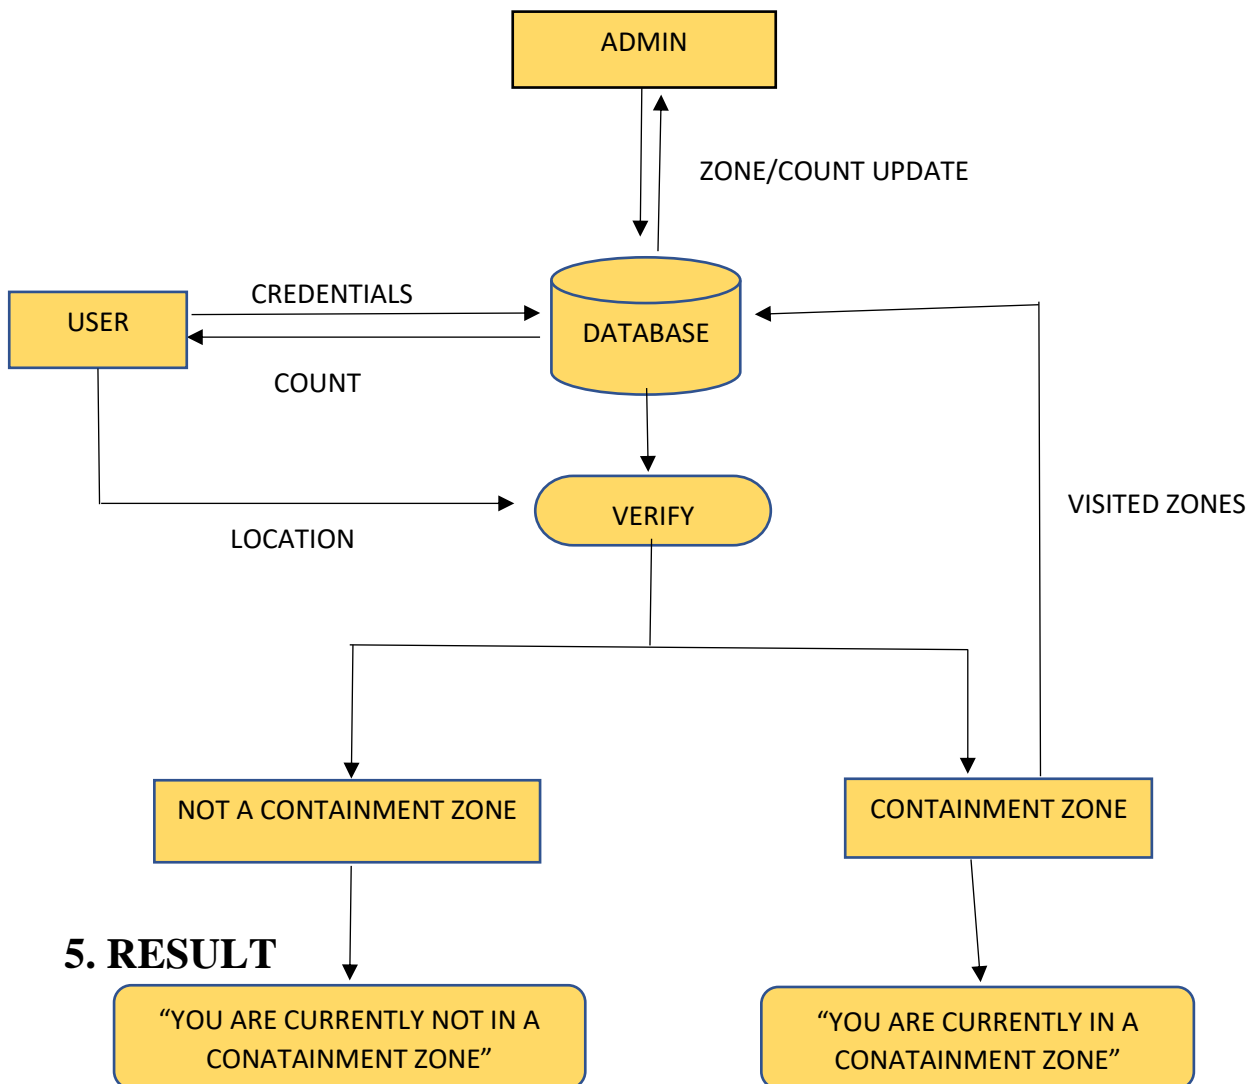 ADMIN
ZONE/COUNT UPDATE
CREDENTIALS
USER
DATABASE
COUNT
VERIFY
VISITED ZONES
LOCATION
NOT A CONTAINMENT ZONE
CONTAINMENT ZONE
5. RESULT
“YOU ARE CURRENTLY NOT IN A
CONATAINMENT ZONE”
“YOU ARE CURRENTLY IN A
CONATAINMENT ZONE”